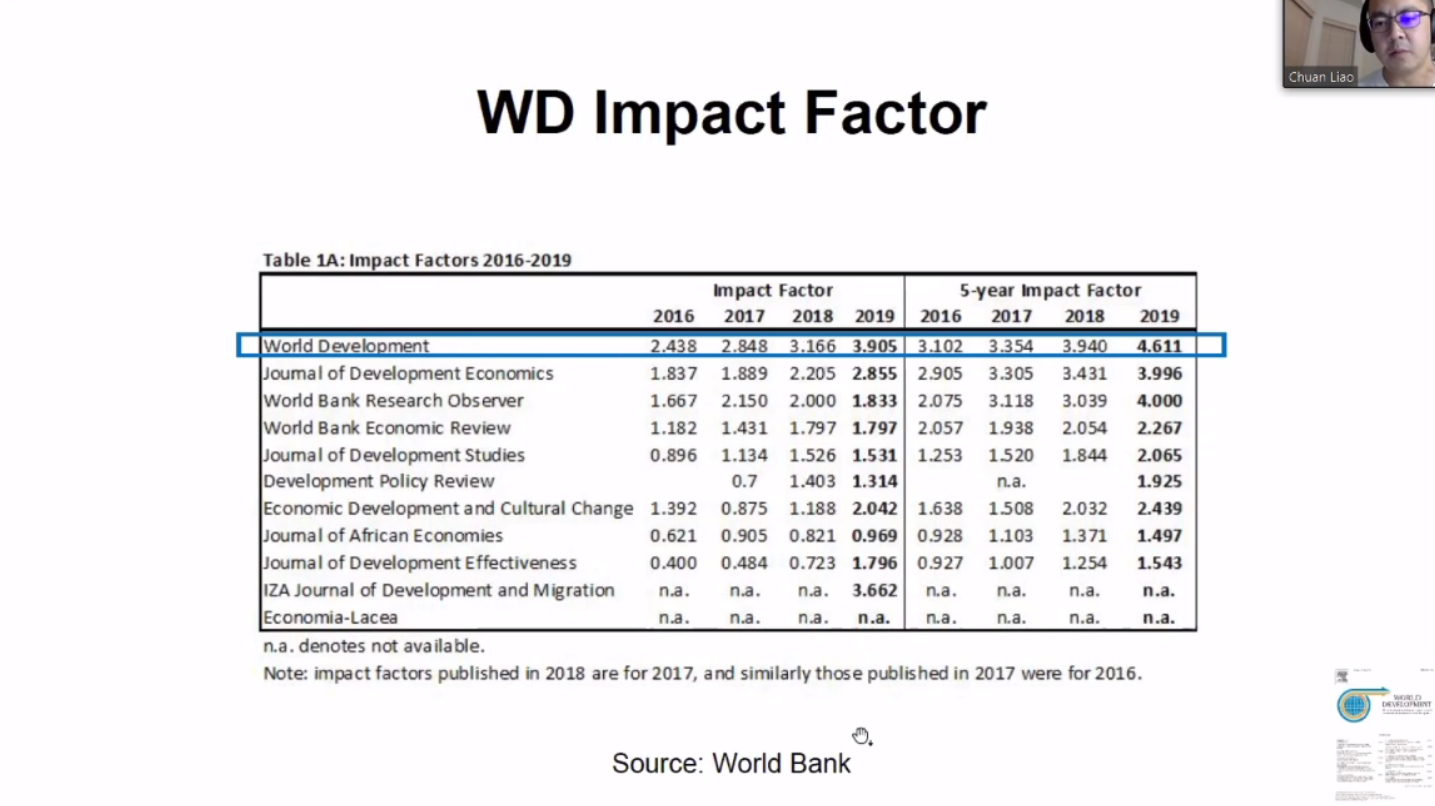 Chuan Liao
WD Impact Factor
Table 1A: Impact Factors 2016-2019
Impact Factor 5-year Impact Factor
2016 2017 2018 2019 2016 2017 2018 2019
World Development 2.438 2.848 3.166 3.905 3.102 3.354 3.940 4.611
Journal of Development Economics 1.837 1.889 2.205 2.855 2.905 3.305 3.431 3.996
World Bank Research Observer 1.667 2.150 2.000 1.833 2.075 3.118 3.039 4.000
World Bank Economic Review 1.182 1.431 1.797 1.797 2.057 1.938 2.054 2.267
Journal of Development Studies 0.896 1.134 1.526 1.531 1.253 1.520 1.844 2.065
Development Policy Review 0.7 1.403 1.314 n.a. 1.925
Economic Development and Cultural Change 1.392 0.875 1.188 2.042 1.638 1.508 2.032 2.439
Journal of African Economies 0.621 0.905 0.821 0.969 0.928 1.103 1.371 1.497
Journal of Development Effectiveness 0.400 0.484 0.723 1.796 0.927 1.007 1.254 1.543
IZA Journal of Development and Migration n.a. n.a. n.a. 3.662 n.a. n.a. n.a. n.a.
Economia-Lacea n.a. n.a. n.a. n.a. n.a. n.a. n.a. n.a.
n.a. denotes not available.
Note: impact factors published in 2018 are for 2017, and similarly those published in 2017 were for 2016.
WORLD
DEVELOPMENT
Source: World Bank